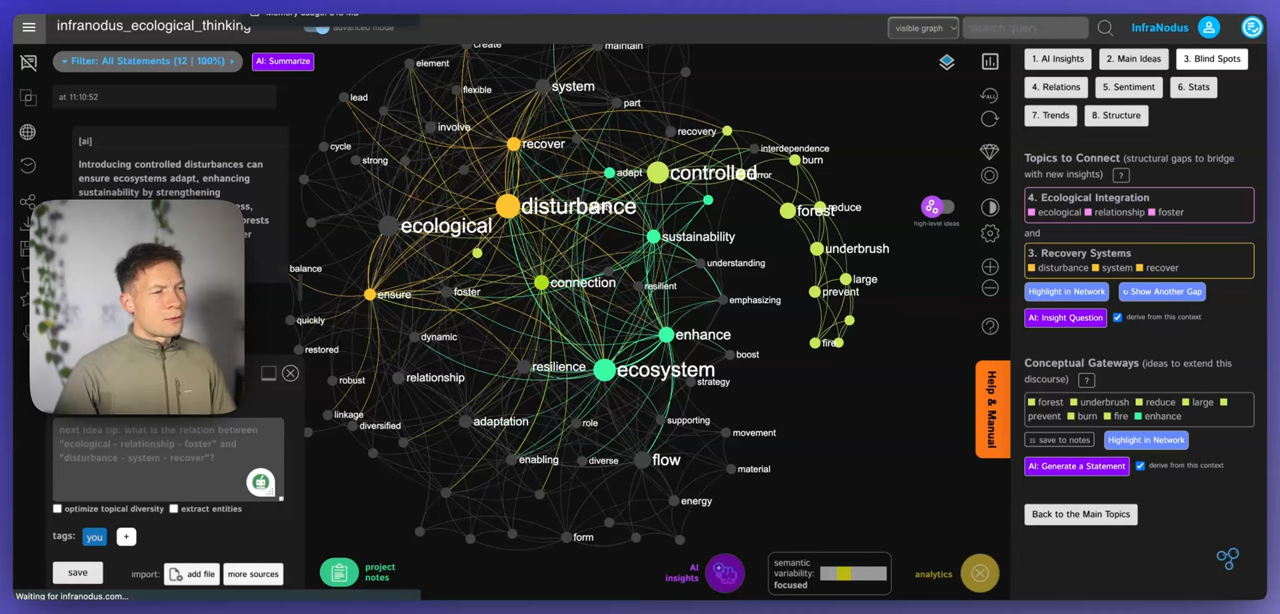 infranodus_ecological_thinking
advanced mode
visible graph
search query
InfraNodus
Filter: All Statements (12 | 100%)
AI: Summarize
at 11:10:52
[ai]
Introducing controlled disturbances can
ensure ecosystems adapt, enhancing
sustainability by strengthening
next idea tip: what is the relation between
"ecological - relationship - foster" and
"disturbance - system - recover"?
optimize topical diversity
extract entities
tags:
you
+
save
import:
add file
more sources
Waiting for infranodus.com...
create
maintain
element
system
flexible
lead
part
involve
recovery
cycle
recover
interdependence
strong
burn
adapt
controlled
disturbance
forest
reduce
ecological
sustainability
underbrush
balance
understanding
connection
large
ensure
foster
resilient
prevent
emphasizing
quickly
dynamic
enhance
fire
restored
boost
resilience
ecosystem
robust
relationship
strategy
linkage
diversified
adaptation
role
supporting
movement
enabling
diverse
flow
material
energy
form
high-level ideas
project
notes
AI
insights
semantic
variability:
focused
analytics
Help & Manual
1. AI Insights
2. Main Ideas
3. Blind Spots
4. Relations
5. Sentiment
6. Stats
7. Trends
8. Structure
Topics to Connect (structural gaps to bridge
with new insights) ?
4. Ecological Integration
ecological relationship foster
and
3. Recovery Systems
disturbance system recover
Highlight in Network
Show Another Gap
AI: Insight Question
derive from this context
Conceptual Gateways (ideas to extend this
discourse) ?
forest underbrush reduce large
prevent burn fire enhance
save to notes
Highlight in Network
AI: Generate a Statement
derive from this context
Back to the Main Topics